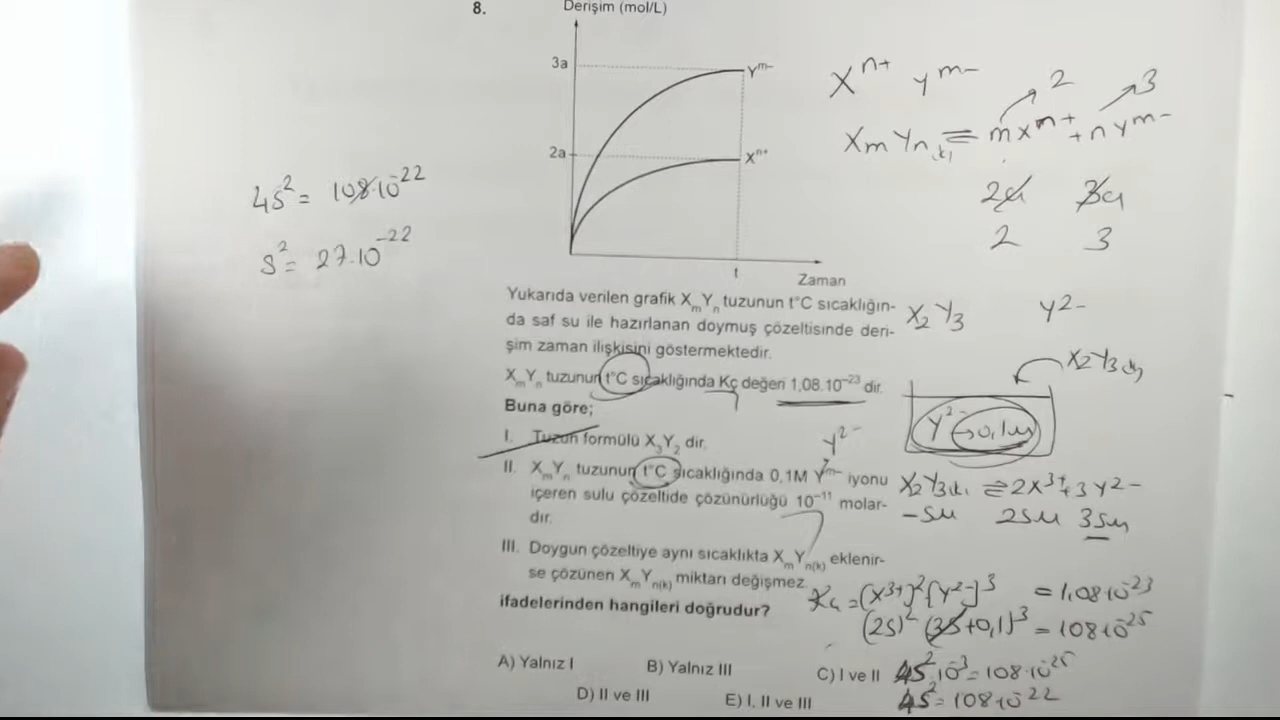 8.
Derişim (mol/L)
3a
Yᵐ⁻
2a
Xⁿ⁺
t
Zaman
Yukarıda verilen grafik XₘYₙ tuzunun t°C sıcaklığın-
da saf su ile hazırlanan doymuş çözeltisinde deri-
şim zaman ilişkisini göstermektedir.
XₘYₙ tuzunun t°C sıcaklığında Kç değeri 1,08.10⁻²³ dir.
Buna göre;
I. Tuzun formülü X₃Y₂ dir.
II. XₘYₙ tuzunun t°C sıcaklığında 0,1M Yᵐ⁻ iyonu
içeren sulu çözeltide çözünürlüğü 10⁻¹¹ molar-
dır.
III. Doygun çözeltiye aynı sıcaklıkta XₘYₙ₍ₖ₎ eklenir-
se çözünen XₘYₙ₍ₖ₎ miktarı değişmez.
ifadelerinden hangileri doğrudur?
A) Yalnız I B) Yalnız III C) I ve II
D) II ve III E) I, II ve III
4s² = 108.10⁻²²
s² = 27.10⁻²²
Xⁿ⁺ yᵐ⁻
2 3
XₘYₙ₍ₖ₎ ⇌ mXᵐ⁺ + nyᵐ⁻
2a 3a
2 3
X₂Y₃ y²⁻
X₂Y₃₍ₖ₎
y²⁻ → 0,1M
y²⁻
X₂Y₃₍ₖ₎ ⇌ 2X³⁺ + 3y²⁻
-SM 2SM 3SM
Kç = (X³⁺)²[y²⁻]³ = 1,08.10⁻²³
(2S)² (3S+0,1)³ = 108.10⁻²⁵
4S².10⁻³ = 108.10⁻²⁵
4S² = 108.10⁻²²